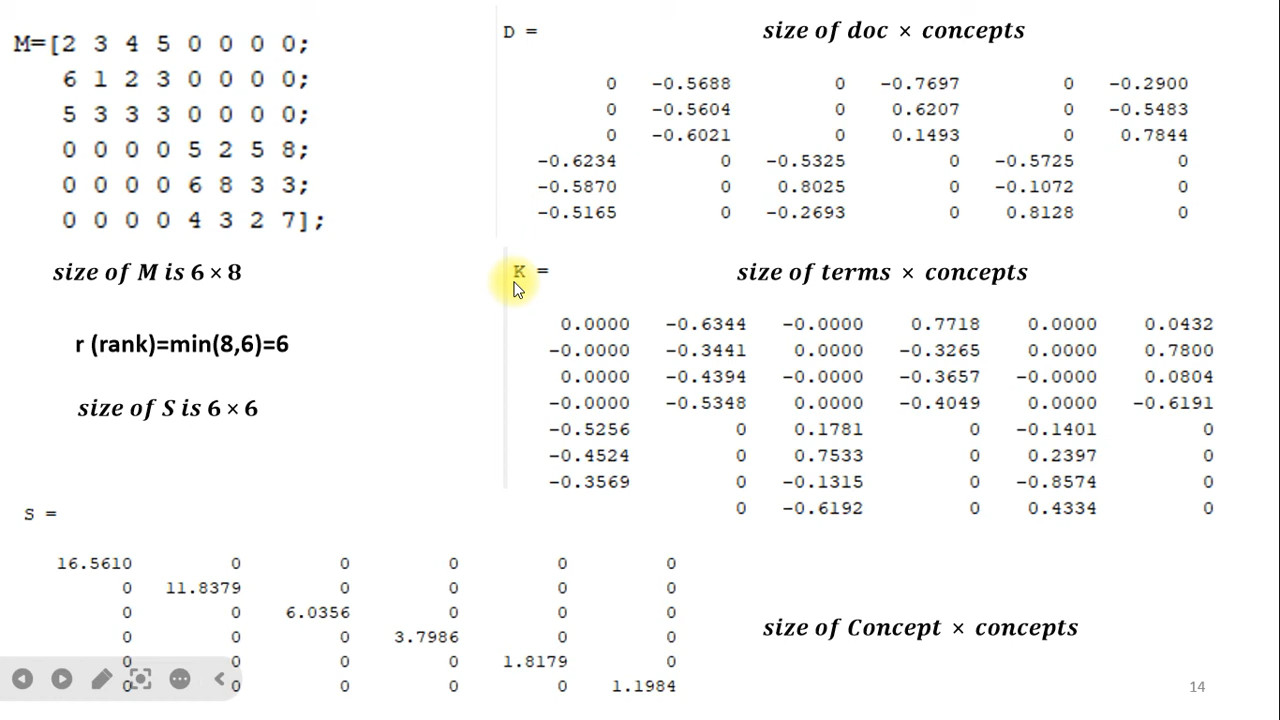 M=[2 3 4 5 0 0 0 0;
6 1 2 3 0 0 0 0;
5 3 3 3 0 0 0 0;
0 0 0 0 5 2 5 8;
0 0 0 0 6 8 3 3;
0 0 0 0 4 3 2 7];
size of M is 6 × 8
r (rank)=min(8,6)=6
size of S is 6 × 6
D =
size of doc × concepts
0 -0.5688 0 -0.7697 0 -0.2900
0 -0.5604 0 0.6207 0 -0.5483
0 -0.6021 0 0.1493 0 0.7844
-0.6234 0 -0.5325 0 -0.5725 0
-0.5870 0 0.8025 0 -0.1072 0
-0.5165 0 -0.2693 0 0.8128 0
K =
size of terms × concepts
0.0000 -0.6344 -0.0000 0.7718 0.0000 0.0432
-0.0000 -0.3441 0.0000 -0.3265 0.0000 0.7800
0.0000 -0.4394 -0.0000 -0.3657 -0.0000 0.0804
-0.0000 -0.5348 0.0000 -0.4049 0.0000 -0.6191
-0.5256 0 0.1781 0 -0.1401 0
-0.4524 0 0.7533 0 0.2397 0
-0.3569 0 -0.1315 0 -0.8574 0
0 -0.6192 0 0.4334 0
S =
16.5610 0 0 0 0 0
0 11.8379 0 0 0 0
0 0 6.0356 0 0 0
0 0 0 3.7986 0 0
0 0 0 0 1.8179 0
0 0 0 0 0 1.1984
size of Concept × concepts
14